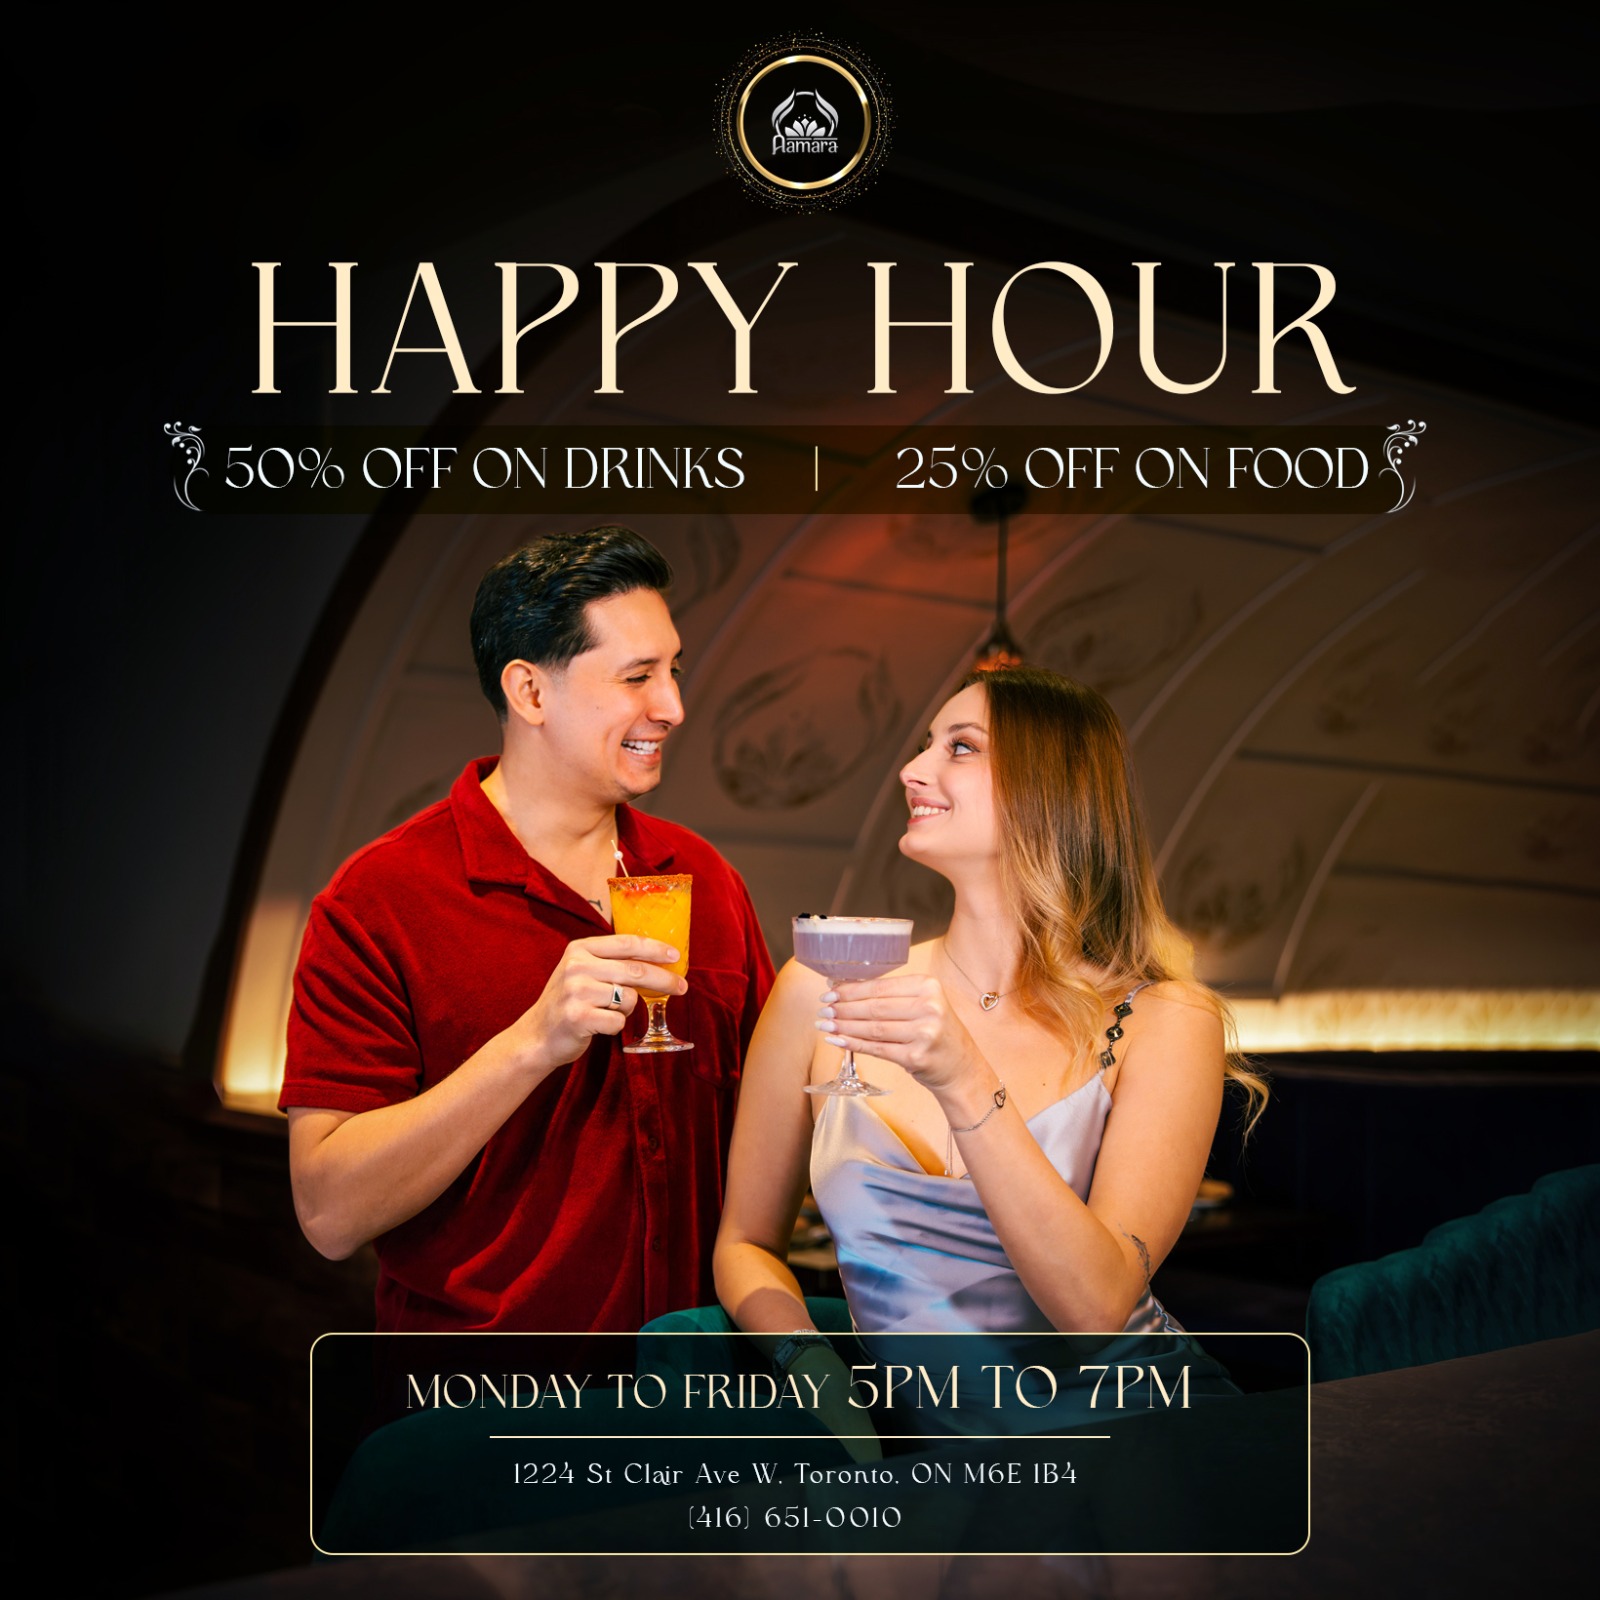 Aamara
HAPPY HOUR
50% OFF ON DRINKS | 25% OFF ON FOOD
MONDAY TO FRIDAY 5PM TO 7PM
1224 St Clair Ave W, Toronto, ON M6E 1B4
(416) 651-0010